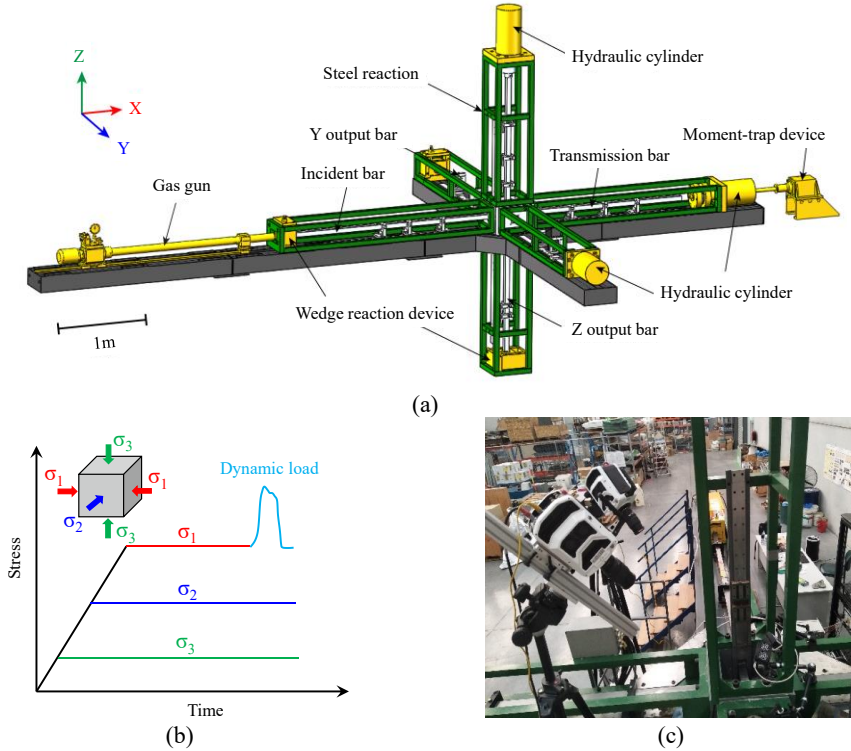 Hydraulic cylinder
Steel reaction
Z
X
Y
Y output bar
Moment-trap device
Transmission bar
Incident bar
Gas gun
Hydraulic cylinder
Wedge reaction device
Z output bar
1m
(a)
σ3
Dynamic load
σ1
σ1
σ2
σ3
σ1
σ2
σ3
Stress
Time
(b)
(c)